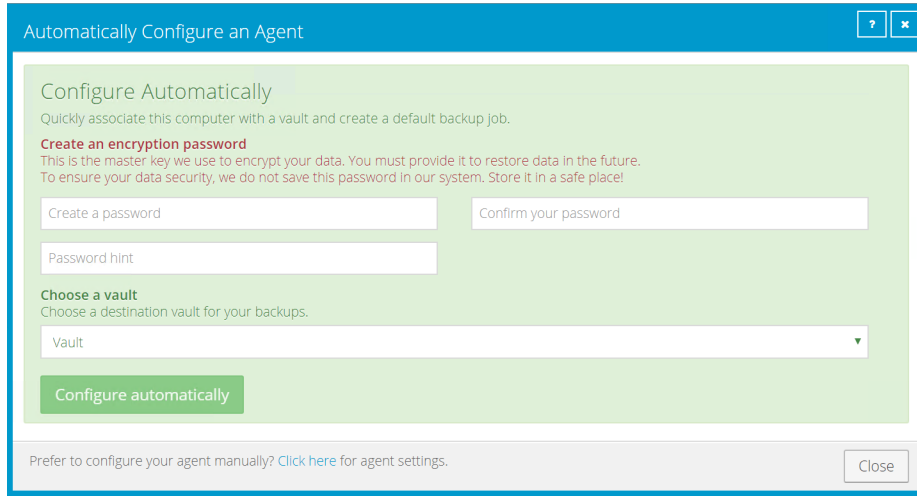 Automatically Configure an Agent
?
×
Configure Automatically
Quickly associate this computer with a vault and create a default backup job.
Create an encryption password
This is the master key we use to encrypt your data. You must provide it to restore data in the future.
To ensure your data security, we do not save this password in our system. Store it in a safe place!
Create a password
Confirm your password
Password hint
Choose a vault
Choose a destination vault for your backups.
Vault
Configure automatically
Prefer to configure your agent manually? Click here for agent settings.
Close